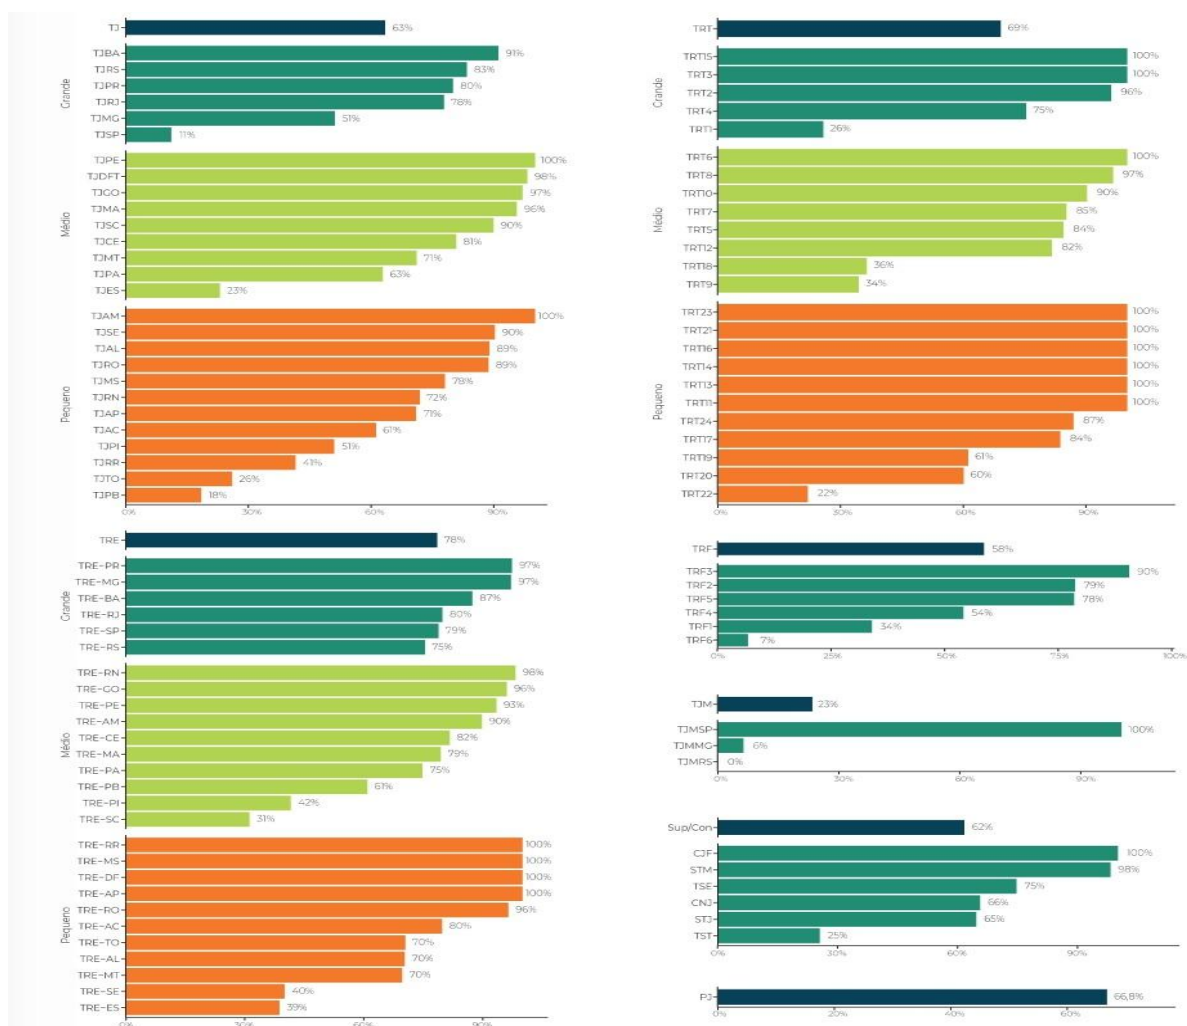 TJ 63%
Grande
TJBA 91%
TJRS 83%
TJPR 80%
TJRJ 78%
TJMG 51%
TJSP 11%
Médio
TJPE 100%
TJDFT 98%
TJGO 97%
TJMA 96%
TJSC 90%
TJCE 81%
TJMT 71%
TJPA 63%
TJES 23%
Pequeno
TJAM 100%
TJSE 90%
TJAL 89%
TJRO 89%
TJMS 78%
TJRN 72%
TJAP 71%
TJAC 61%
TJPI 51%
TJRR 41%
TJTO 26%
TJPB 18%
0% 30% 60% 90%
TRT 69%
Grande
TRT15 100%
TRT3 100%
TRT2 96%
TRT4 75%
TRT1 26%
Médio
TRT6 100%
TRT8 97%
TRT10 90%
TRT7 85%
TRT5 84%
TRT12 82%
TRT18 36%
TRT9 34%
Pequeno
TRT23 100%
TRT21 100%
TRT16 100%
TRT14 100%
TRT13 100%
TRT11 100%
TRT24 87%
TRT17 84%
TRT19 61%
TRT20 60%
TRT22 22%
0% 30% 60% 90%
TRE 78%
Grande
TRE-PR 97%
TRE-MG 97%
TRE-BA 87%
TRE-RJ 80%
TRE-SP 79%
TRE-RS 75%
Médio
TRE-RN 98%
TRE-GO 96%
TRE-PE 93%
TRE-AM 90%
TRE-CE 82%
TRE-MA 79%
TRE-PA 75%
TRE-PB 61%
TRE-PI 42%
TRE-SC 31%
Pequeno
TRE-RR 100%
TRE-MS 100%
TRE-DF 100%
TRE-AP 100%
TRE-RO 96%
TRE-AC 80%
TRE-TO 70%
TRE-AL 70%
TRE-MT 70%
TRE-SE 40%
TRE-ES 39%
0% 30% 60% 90%
TRF 58%
TRF3 90%
TRF2 79%
TRF5 78%
TRF4 54%
TRF1 34%
TRF6 7%
0% 25% 50% 75% 100%
TJM 23%
TJMSP 100%
TJMMG 6%
TJMRS 0%
0% 30% 60% 90%
Sup/Con 62%
CJF 100%
STM 98%
TSE 75%
CNJ 66%
STJ 65%
TST 25%
0% 30% 60% 90%
PJ 66,8%
0% 20% 40% 60%